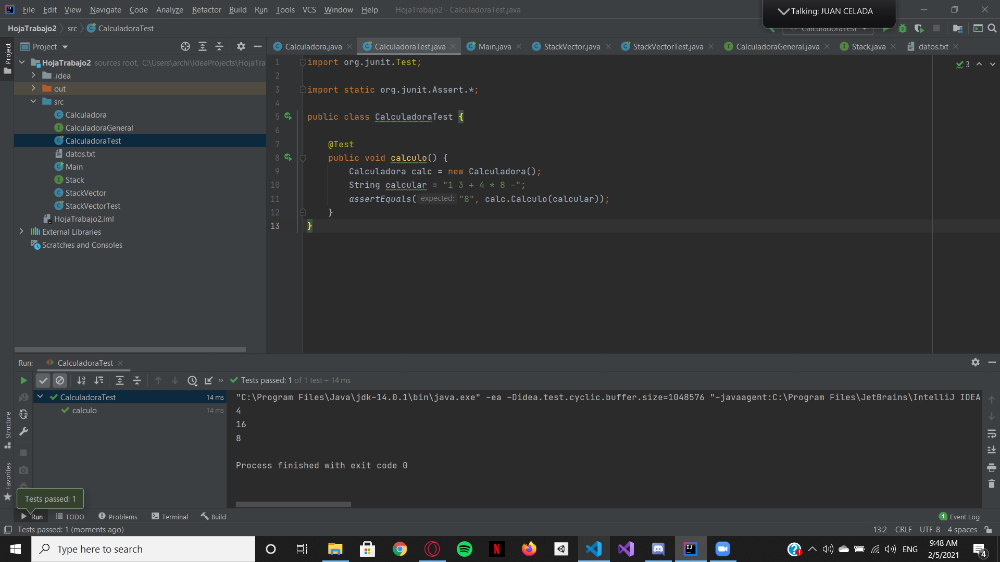 File Edit View Navigate Code Analyze Refactor Build Run Tools VCS Window Help HojaTrabajo2 - CalculadoraTest.java
Talking: JUAN CELADA
HojaTrabajo2 src CalculadoraTest
CalculadoraTest
Project
Project
Calculadora.java CalculadoraTest.java Main.java StackVector.java StackVectorTest.java CalculadoraGeneral.java Stack.java datos.txt
HojaTrabajo2 sources root, C:\Users\archi\IdeaProjects\HojaTra
.idea
out
src
Calculadora
CalculadoraGeneral
CalculadoraTest
datos.txt
Main
Stack
StackVector
StackVectorTest
HojaTrabajo2.iml
External Libraries
Scratches and Consoles
3
1 import org.junit.Test;
2
3 import static org.junit.Assert.*;
4
5 public class CalculadoraTest {
6
7 @Test
8 public void calculo() {
9 Calculadora calc = new Calculadora();
10 String calcular = "1 3 + 4 * 8 -";
11 assertEquals( expected: "8", calc.Calculo(calcular));
12 }
13 }
Run: CalculadoraTest
Tests passed: 1 of 1 test – 14 ms
CalculadoraTest 14 ms
calculo 14 ms
"C:\Program Files\Java\jdk-14.0.1\bin\java.exe" -ea -Didea.test.cyclic.buffer.size=1048576 "-javaagent:C:\Program Files\JetBrains\IntelliJ IDEA
4
16
8
Process finished with exit code 0
Structure
Favorites
Tests passed: 1
Run TODO Problems Terminal Build
1 Event Log
Tests passed: 1 (moments ago)
13:2 CRLF UTF-8 4 spaces
Type here to search
ENG
9:48 AM
2/5/2021
4